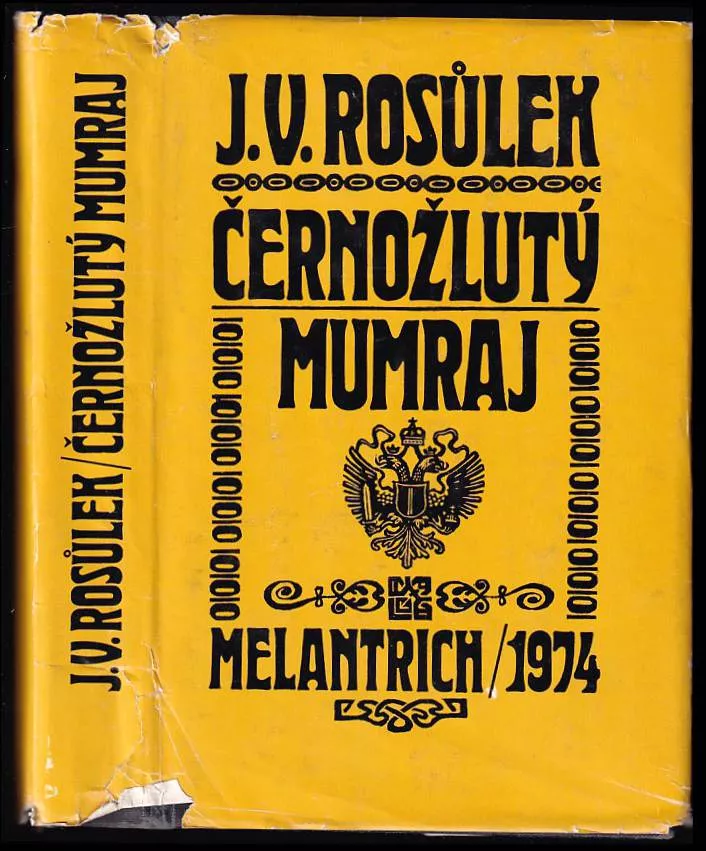 J.V. ROSŮLEK / ČERNOŽLUTÝ MUMRAJ
J.V. ROSŮLEK
ČERNOŽLUTÝ
MUMRAJ
MELANTRICH / 1974